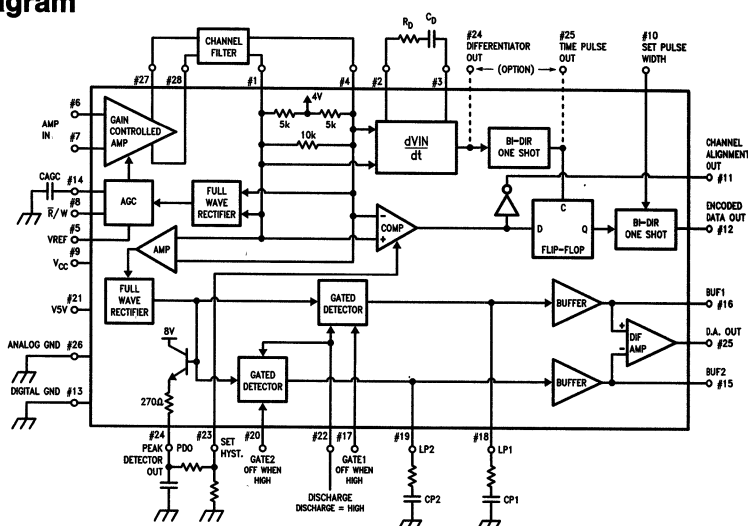 agram
CHANNEL
FILTER
#27
#28
#1
#4
RD
CD
#2
#3
#24
DIFFERENTIATOR
OUT
(OPTION)
#25
TIME PULSE
OUT
#10
SET PULSE
WIDTH
#6
AMP
IN.
#7
GAIN
CONTROLLED
AMP
4V
5k
5k
10k
dVIN
dt
BI-DIR
ONE SHOT
CHANNEL
ALIGNMENT
OUT
#11
CAGC
#14
#8
R̅/W
#5
VREF
#9
VCC
AGC
FULL
WAVE
RECTIFIER
AMP
COMP
-
+
C
D
Q
FLIP-FLOP
BI-DIR
ONE SHOT
ENCODED
DATA OUT
#12
#21
V5V
FULL
WAVE
RECTIFIER
GATED
DETECTOR
BUFFER
BUF1
#16
ANALOG GND #26
8V
270Ω
GATED
DETECTOR
+
DIF
AMP
-
D.A. OUT
#25
BUFFER
BUF2
#15
DIGITAL GND #13
#24
PEAK
DETECTOR
OUT
PDO
#23
SET
HYST.
#20
GATE2
OFF WHEN
HIGH
#22
DISCHARGE
DISCHARGE = HIGH
#17
GATE1
OFF WHEN
HIGH
#19
LP2
CP2
#18
LP1
CP1